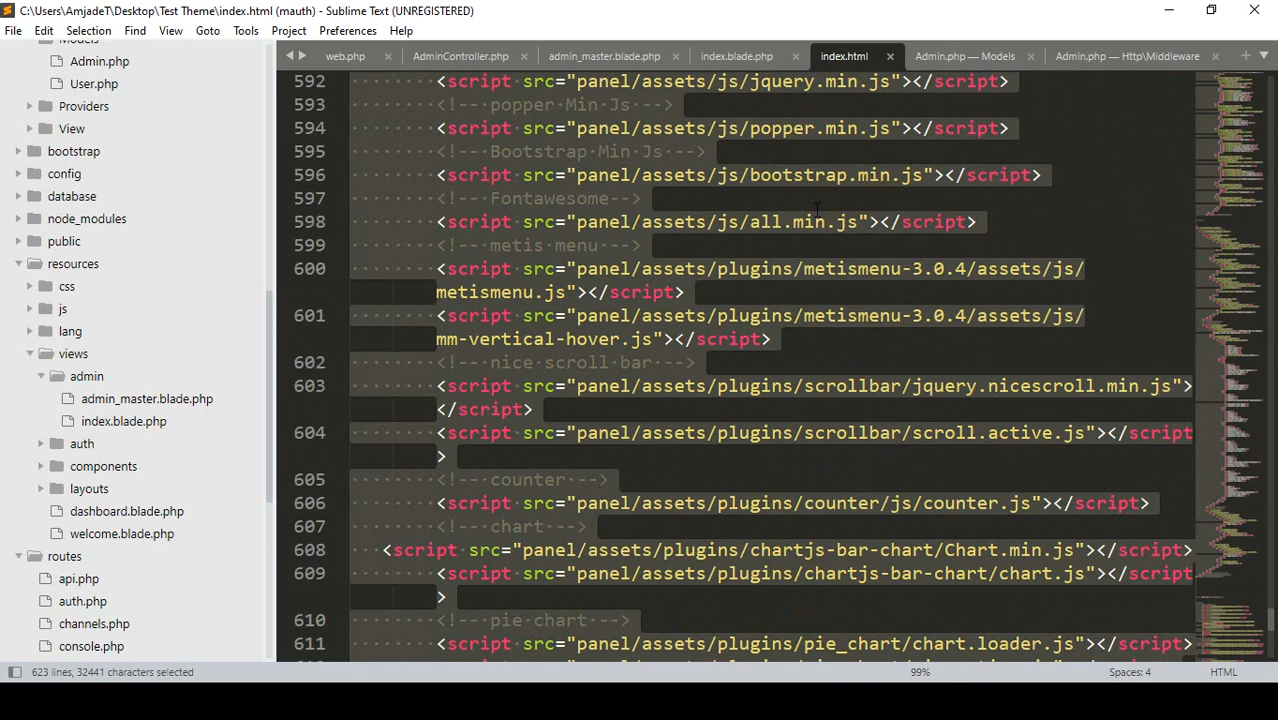 C:\Users\AmjadeT\Desktop\Test Theme\index.html (mauth) - Sublime Text (UNREGISTERED)
File Edit Selection Find View Goto Tools Project Preferences Help
Models
Admin.php
User.php
Providers
View
bootstrap
config
database
node_modules
public
resources
css
js
lang
views
admin
admin_master.blade.php
index.blade.php
auth
components
layouts
dashboard.blade.php
welcome.blade.php
routes
api.php
auth.php
channels.php
console.php
web.php AdminController.php admin_master.blade.php index.blade.php index.html Admin.php — Models Admin.php — Http\Middleware
592 <script src="panel/assets/js/jquery.min.js"></script>
593 <!-- popper Min Js -->
594 <script src="panel/assets/js/popper.min.js"></script>
595 <!-- Bootstrap Min Js -->
596 <script src="panel/assets/js/bootstrap.min.js"></script>
597 <!-- Fontawesome-->
598 <script src="panel/assets/js/all.min.js"></script>
599 <!-- metis menu -->
600 <script src="panel/assets/plugins/metismenu-3.0.4/assets/js/
metismenu.js"></script>
601 <script src="panel/assets/plugins/metismenu-3.0.4/assets/js/
mm-vertical-hover.js"></script>
602 <!-- nice scroll bar -->
603 <script src="panel/assets/plugins/scrollbar/jquery.nicescroll.min.js">
</script>
604 <script src="panel/assets/plugins/scrollbar/scroll.active.js"></script
>
605 <!-- counter -->
606 <script src="panel/assets/plugins/counter/js/counter.js"></script>
607 <!-- chart -->
608 <script src="panel/assets/plugins/chartjs-bar-chart/Chart.min.js"></script>
609 <script src="panel/assets/plugins/chartjs-bar-chart/chart.js"></script
>
610 <!-- pie chart -->
611 <script src="panel/assets/plugins/pie_chart/chart.loader.js"></script>
623 lines, 32441 characters selected 99% Spaces: 4 HTML